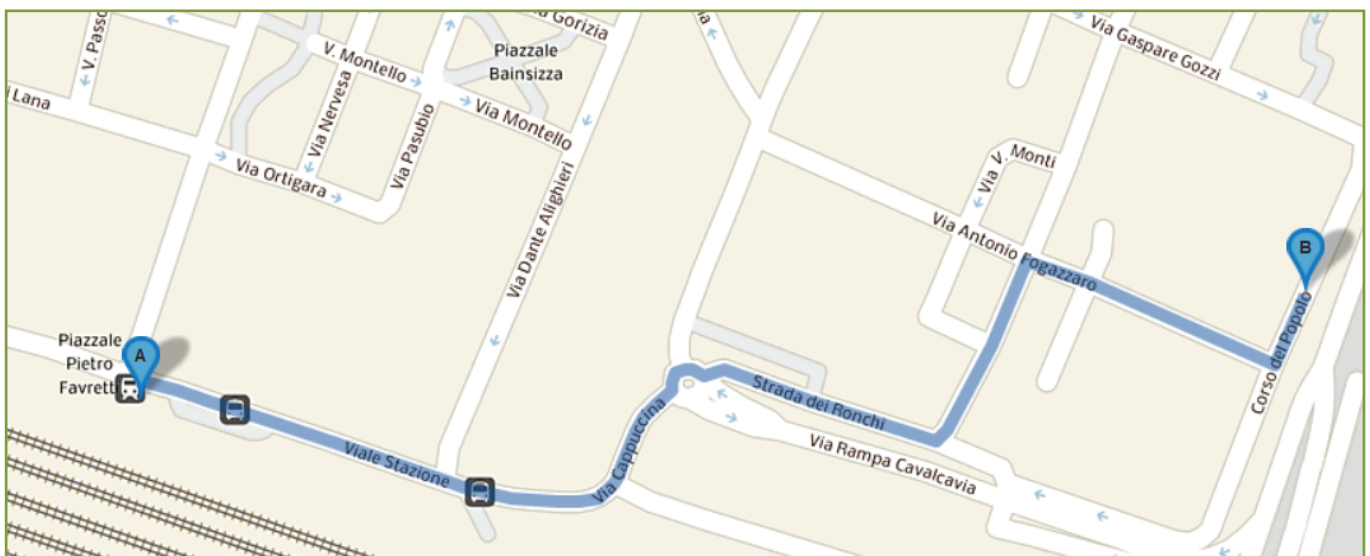 a Gorizia
V. Passo
Via Gaspare Gozzi
V. Montello
Piazzale
Bainsizza
i Lana
Via Nervesa
Via Montello
Via Pasubio
Via Ortigara
Via V. Monti
Via Dante Alighieri
Via Antonio Fogazzaro
B
Corso del Popolo
Piazzale
Pietro
Favretti
A
Strada dei Ronchi
Via Cappuccina
Via Rampa Cavalcavia
Viale Stazione